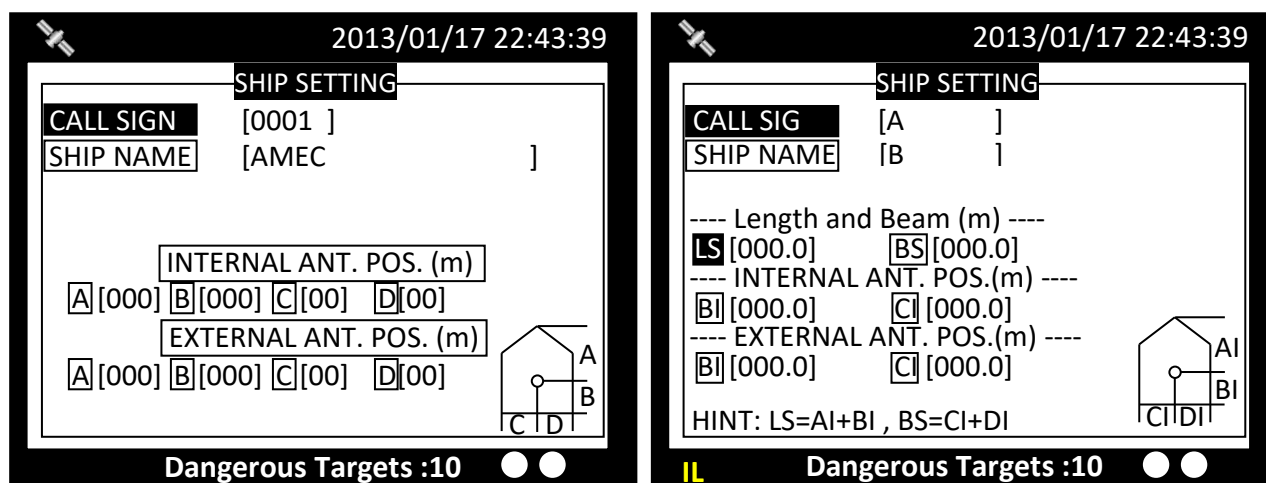 2013/01/17 22:43:39
SHIP SETTING
CALL SIGN [0001 ]
SHIP NAME [AMEC ]
INTERNAL ANT. POS. (m)
A [000] B [000] C [00] D [00]
EXTERNAL ANT. POS. (m)
A [000] B [000] C [00] D [00]
A
B
C D
Dangerous Targets :10
2013/01/17 22:43:39
SHIP SETTING
CALL SIG [A ]
SHIP NAME [B ]
---- Length and Beam (m) ----
LS [000.0] BS [000.0]
---- INTERNAL ANT. POS.(m) ----
BI [000.0] CI [000.0]
---- EXTERNAL ANT. POS.(m) ----
BI [000.0] CI [000.0]
AI
BI
CI DI
HINT: LS=AI+BI , BS=CI+DI
IL Dangerous Targets :10